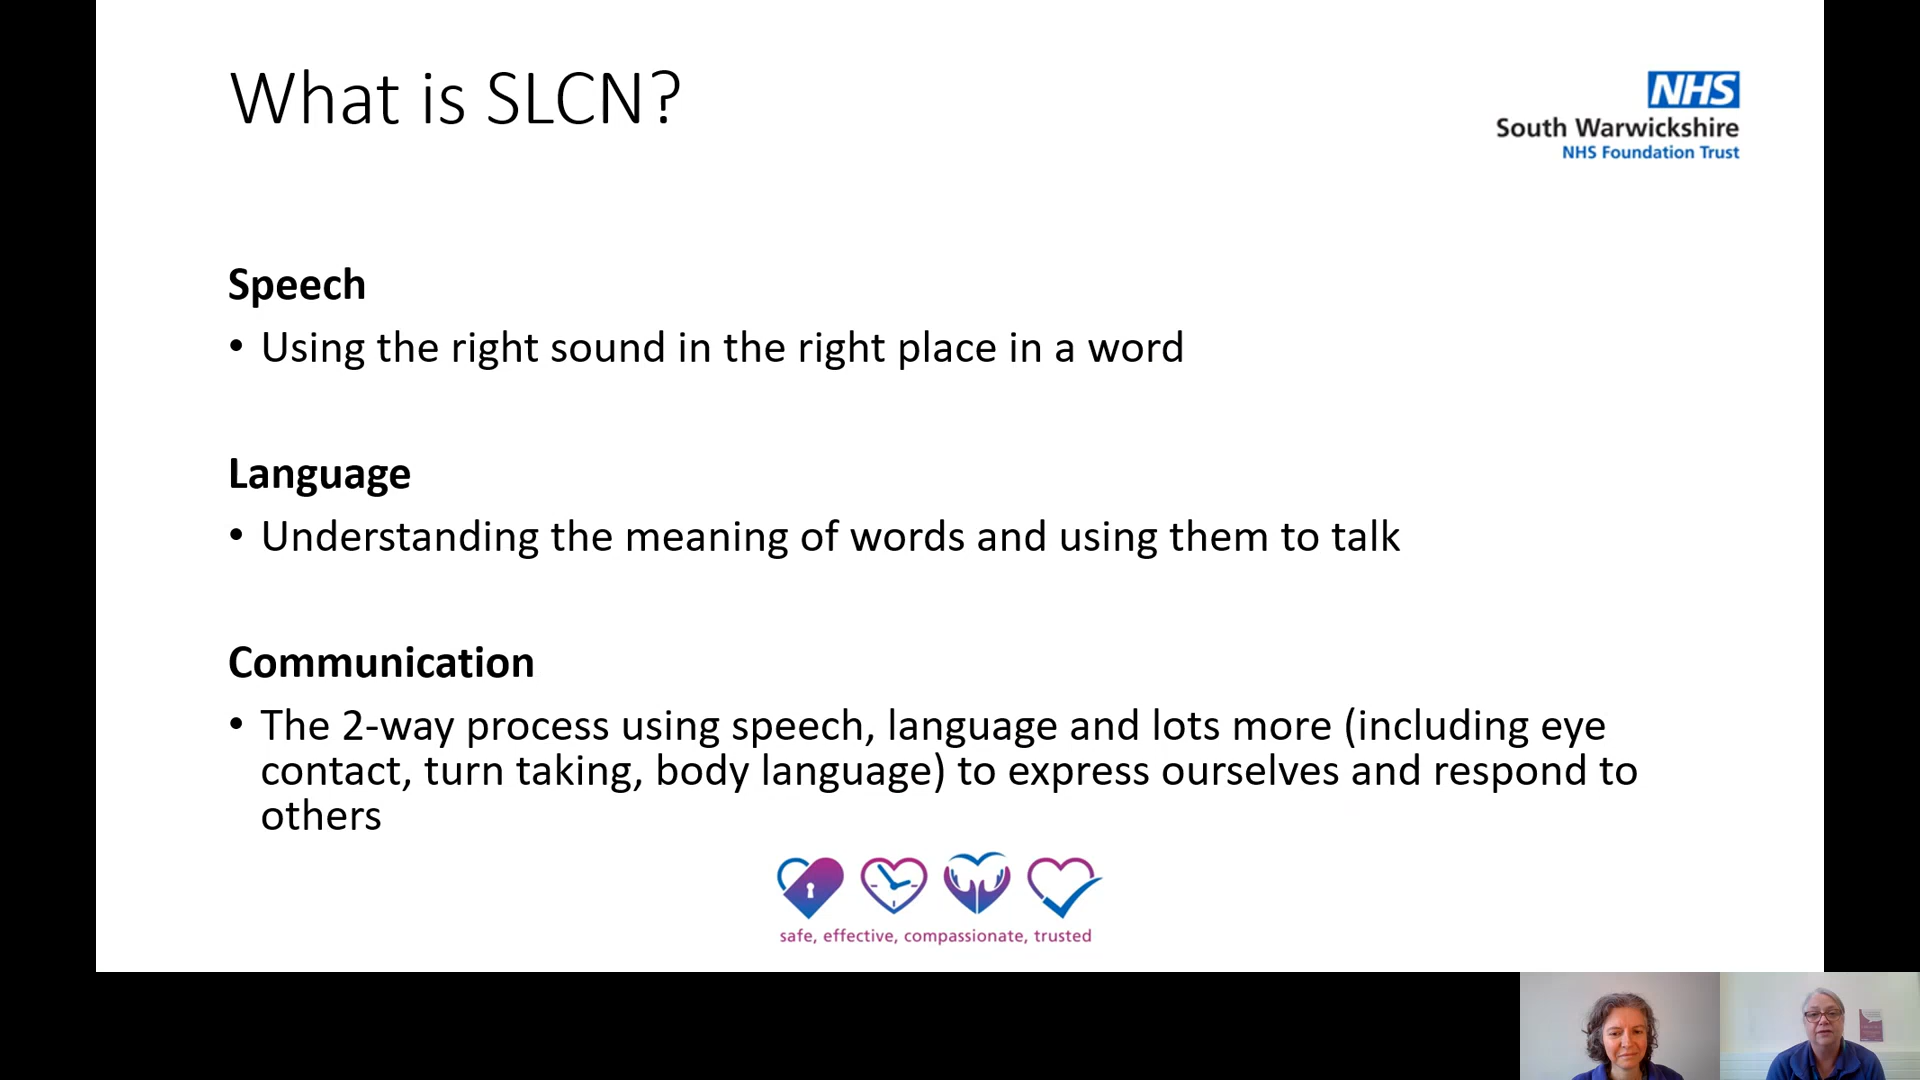 What is SLCN?
NHS
South Warwickshire
NHS Foundation Trust
Speech
• Using the right sound in the right place in a word
Language
• Understanding the meaning of words and using them to talk
Communication
• The 2-way process using speech, language and lots more (including eye
contact, turn taking, body language) to express ourselves and respond to
others
safe, effective, compassionate, trusted